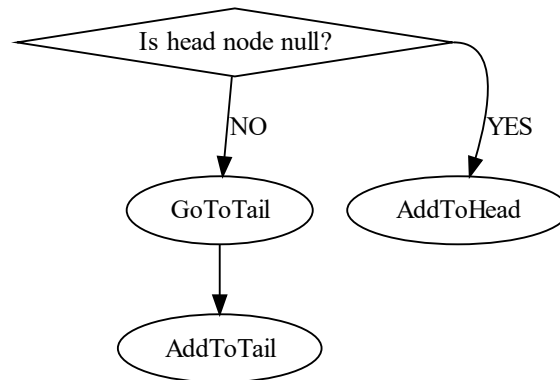 Is head node null?
NO
YES
GoToTail
AddToHead
AddToTail